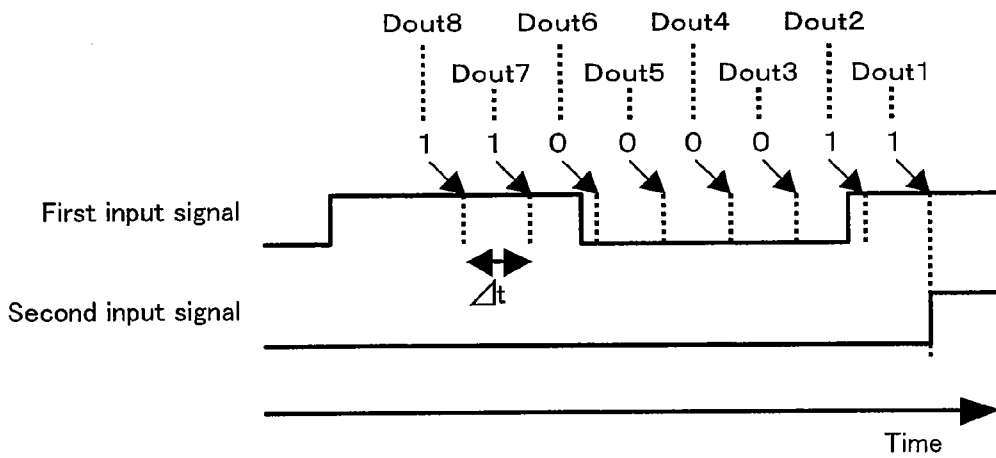 Dout8 Dout6 Dout4 Dout2
Dout7 Dout5 Dout3 Dout1
1 1 0 0 0 0 1 1
First input signal
⊿t
Second input signal
Time